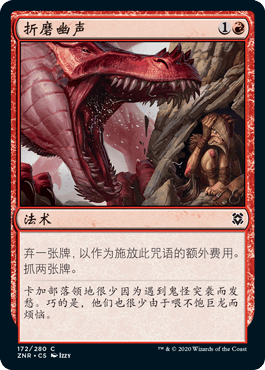 折磨幽声 1
法术
弃一张牌,以作为施放此咒语的额外费用。
抓两张牌。
卡加部落领地很少因为遇到鬼怪突袭而发
愁。巧的是,他们也很少由于喂不饱巨龙而
烦恼。
172/280 C
ZNR • CS Izzy
™ & © 2020 Wizards of the Coast